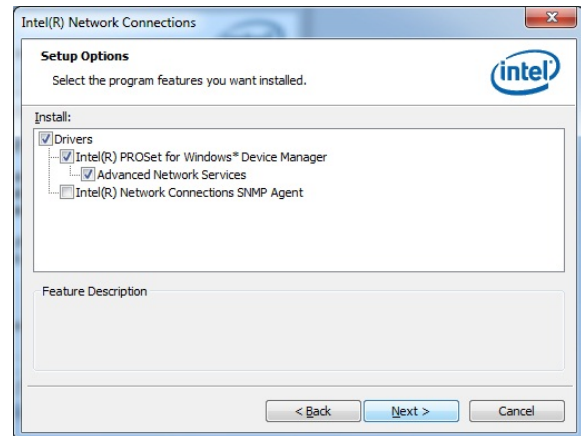 Intel(R) Network Connections
Setup Options
Select the program features you want installed.
intel
Install:
Drivers
Intel(R) PROSet for Windows* Device Manager
Advanced Network Services
Intel(R) Network Connections SNMP Agent
Feature Description
< Back
Next >
Cancel